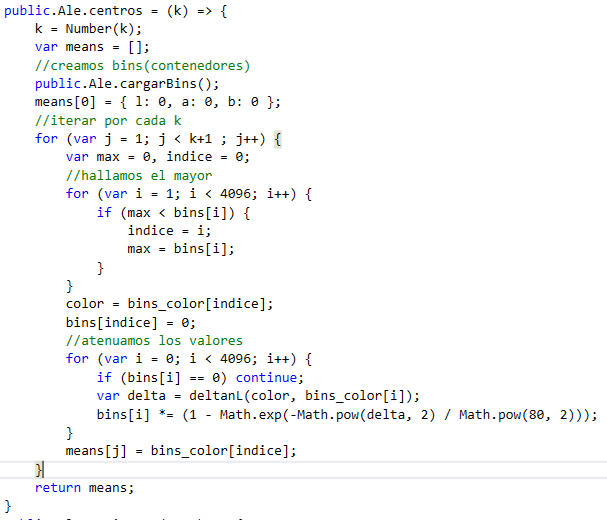 public.Ale.centros = (k) => {
    k = Number(k);
    var means = [];
    //creamos bins(contenedores)
    public.Ale.cargarBins();
    means[0] = { l: 0, a: 0, b: 0 };
    //iterar por cada k
    for (var j = 1; j < k+1 ; j++) {
        var max = 0, indice = 0;
        //hallamos el mayor
        for (var i = 1; i < 4096; i++) {
            if (max < bins[i]) {
                indice = i;
                max = bins[i];
            }
        }
        color = bins_color[indice];
        bins[indice] = 0;
        //atenuamos los valores
        for (var i = 0; i < 4096; i++) {
            if (bins[i] == 0) continue;
            var delta = deltanL(color, bins_color[i]);
            bins[i] *= (1 - Math.exp(-Math.pow(delta, 2) / Math.pow(80, 2)));
        }
        means[j] = bins_color[indice];
    }
    return means;
}